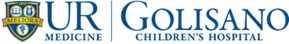 MELIORA
UR MEDICINE
GOLISANO
CHILDREN'S HOSPITAL